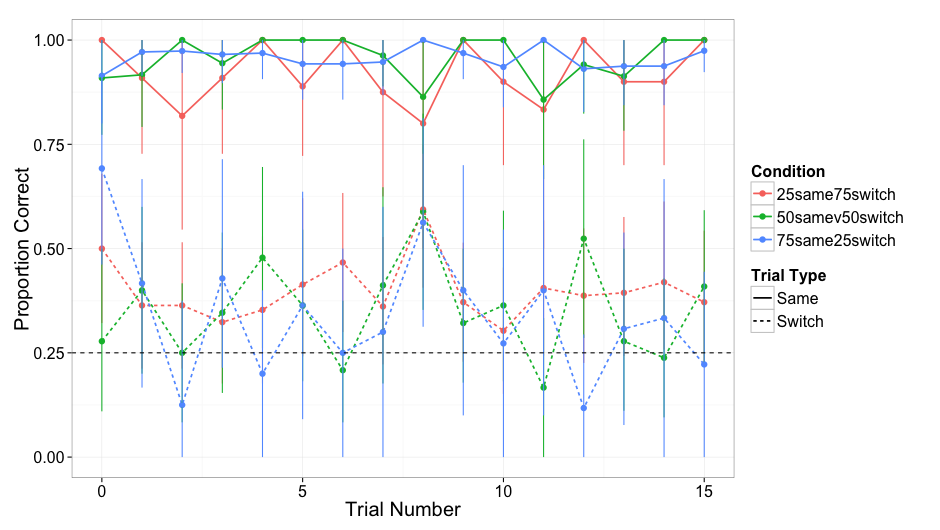 1.00
0.75
0.50
0.25
0.00
Proportion Correct
0 5 10 15
Trial Number
Condition
25same75switch
50samev50switch
75same25switch
Trial Type
Same
Switch